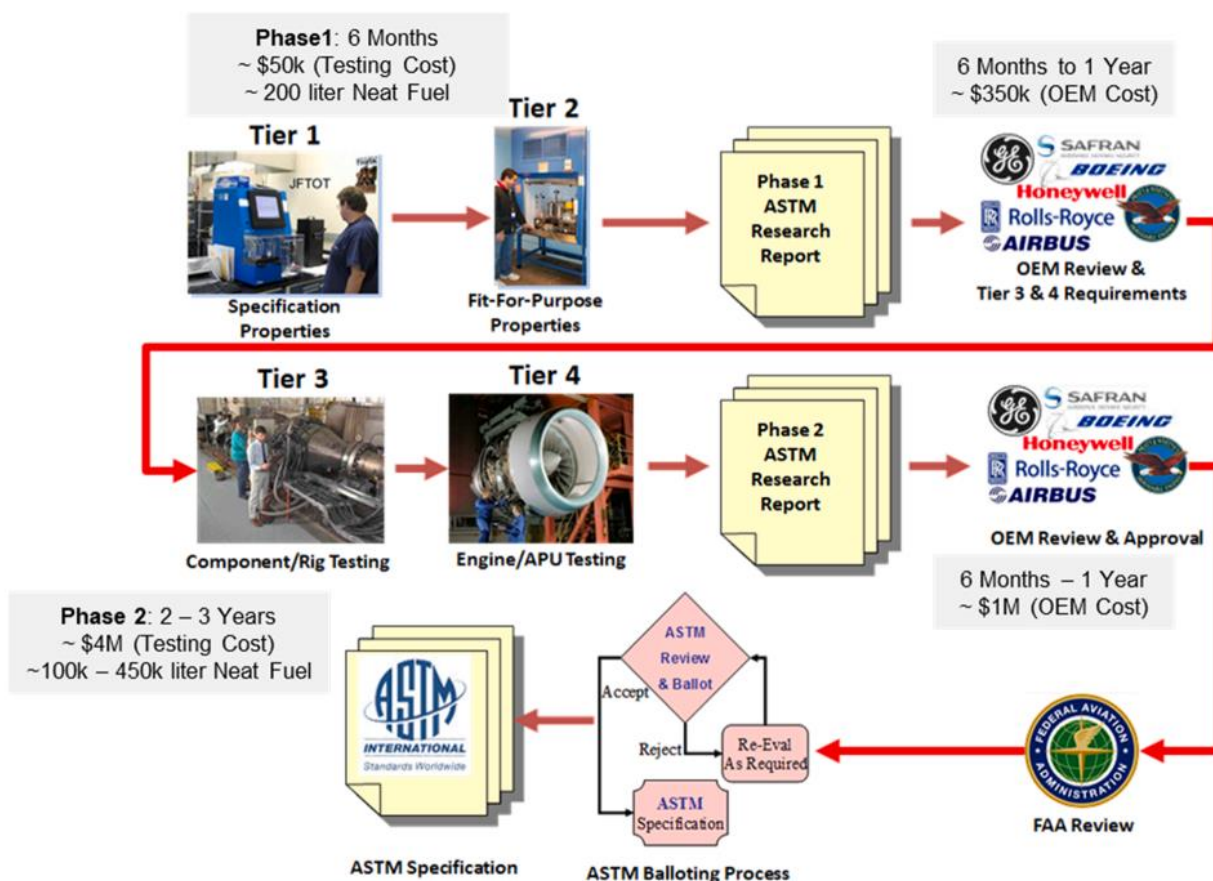 Phase1: 6 Months
~ $50k (Testing Cost)
~ 200 liter Neat Fuel
6 Months to 1 Year
~ $350k (OEM Cost)
Tier 1
Tier 2
JFTOT
Specification
Properties
Fit-For-Purpose
Properties
Phase 1
ASTM
Research
Report
GE
SAFRAN
BOEING
Honeywell
RR
Rolls-Royce
AIRBUS
OEM Review &
Tier 3 & 4 Requirements
Tier 3
Tier 4
Component/Rig Testing
Engine/APU Testing
Phase 2
ASTM
Research
Report
GE
SAFRAN
BOEING
Honeywell
RR
Rolls-Royce
AIRBUS
OEM Review & Approval
6 Months – 1 Year
~ $1M (OEM Cost)
Phase 2: 2 – 3 Years
~ $4M (Testing Cost)
~100k – 450k liter Neat Fuel
ASTM
INTERNATIONAL
Standards Worldwide
ASTM Specification
ASTM
Review
& Ballot
Accept
Reject
Re-Eval
As Required
ASTM
Specification
ASTM Balloting Process
FEDERAL AVIATION
ADMINISTRATION
FAA Review